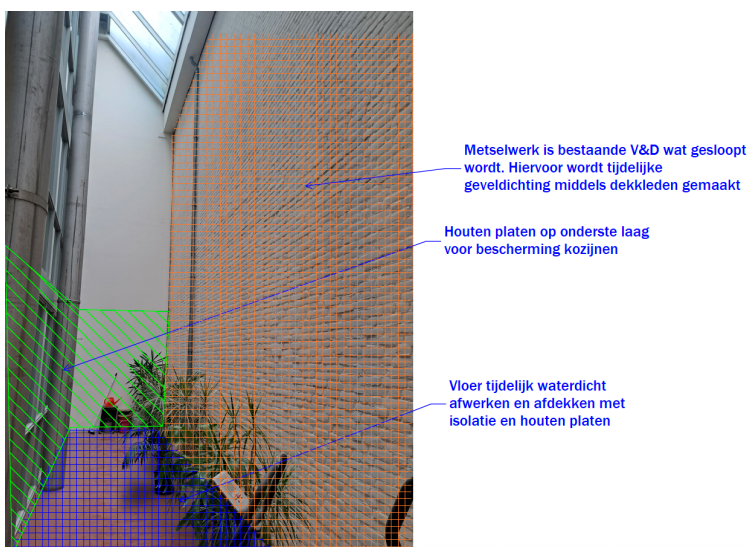 Metselwerk is bestaande V&D wat gesloopt
wordt. Hiervoor wordt tijdelijke
geveldichting middels dekkleden gemaakt
Houten platen op onderste laag
voor bescherming kozijnen
Vloer tijdelijk waterdicht
afwerken en afdekken met
isolatie en houten platen